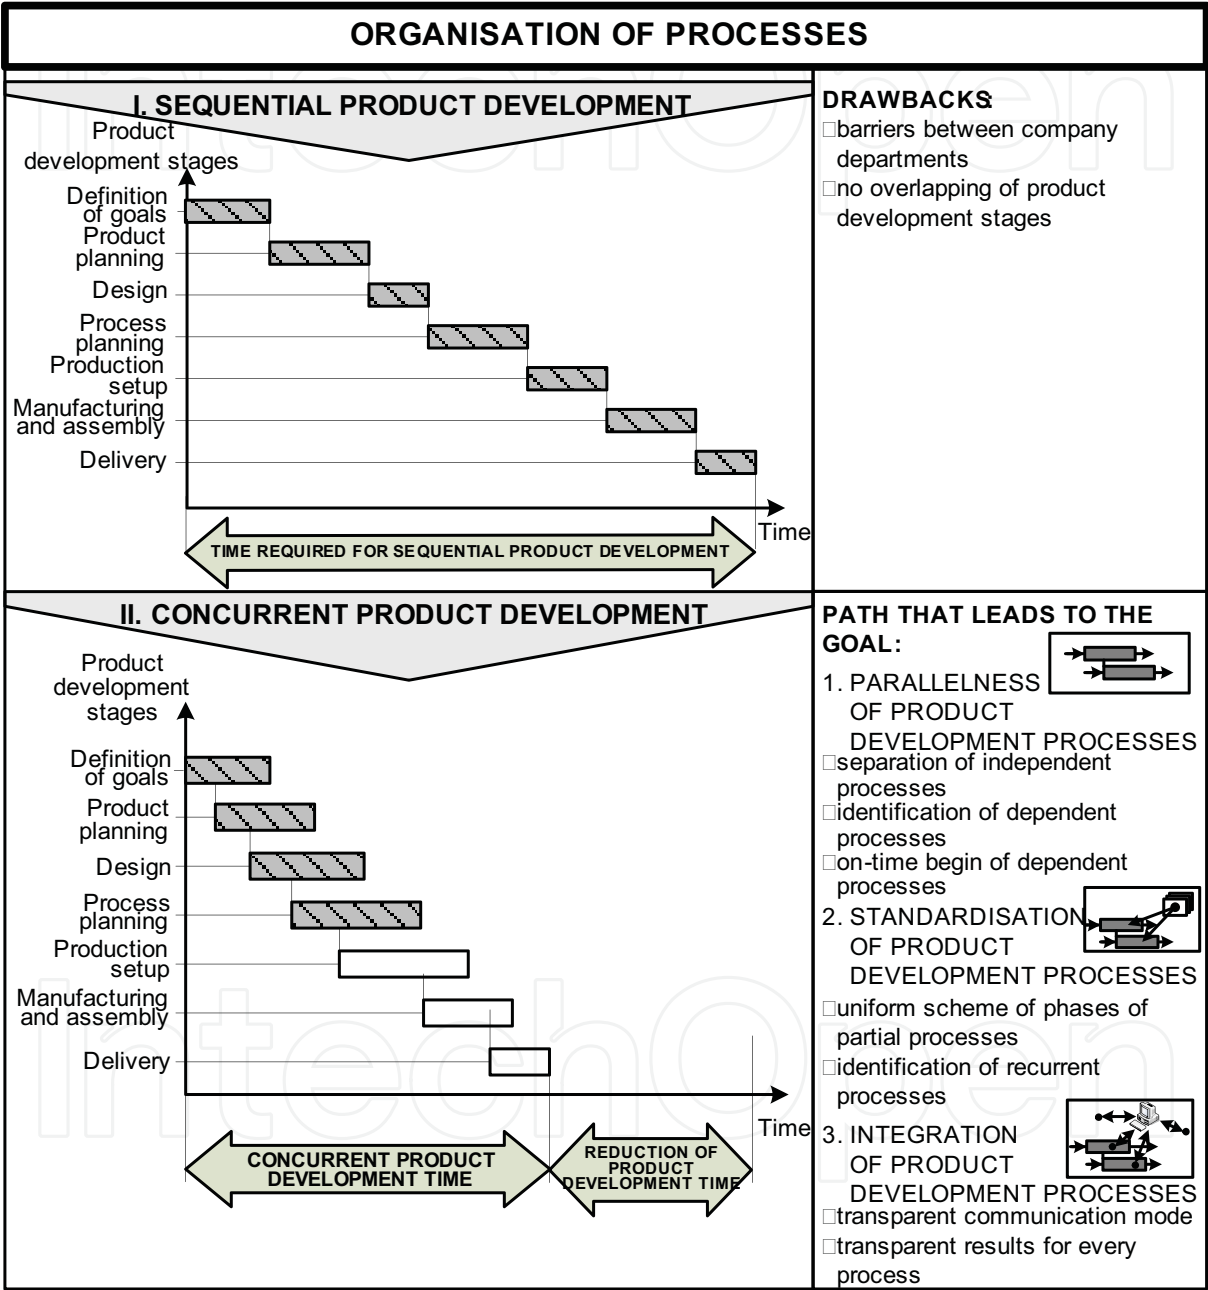 ORGANISATION OF PROCESSES
I. SEQUENTIAL PRODUCT DEVELOPMENT
Product
development stages
Definition
of goals
Product
planning
Design
Process
planning
Production
setup
Manufacturing
and assembly
Delivery
Time
TIME REQUIRED FOR SEQUENTIAL PRODUCT DEVELOPMENT
DRAWBACKS:
□barriers between company
departments
□no overlapping of product
development stages
II. CONCURRENT PRODUCT DEVELOPMENT
Product
development
stages
Definition
of goals
Product
planning
Design
Process
planning
Production
setup
Manufacturing
and assembly
Delivery
Time
CONCURRENT PRODUCT
DEVELOPMENT TIME
REDUCTION OF
PRODUCT
DEVELOPMENT TIME
PATH THAT LEADS TO THE
GOAL:
1. PARALLELNESS
OF PRODUCT
DEVELOPMENT PROCESSES
□separation of independent
processes
□identification of dependent
processes
□on-time begin of dependent
processes
2. STANDARDISATION
OF PRODUCT
DEVELOPMENT PROCESSES
□uniform scheme of phases of
partial processes
□identification of recurrent
processes
3. INTEGRATION
OF PRODUCT
DEVELOPMENT PROCESSES
□transparent communication mode
□transparent results for every
process
IntechOpen
IntechOpen